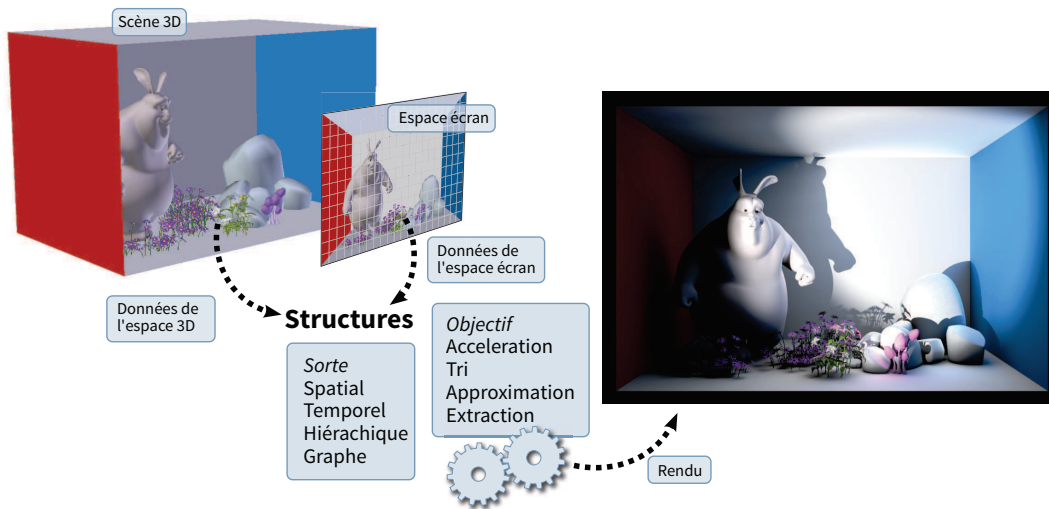 Scène 3D
Espace écran
Données de
l'espace écran
Données de
l'espace 3D
Structures
Sorte
Spatial
Temporel
Hiérachique
Graphe
Objectif
Acceleration
Tri
Approximation
Extraction
Rendu